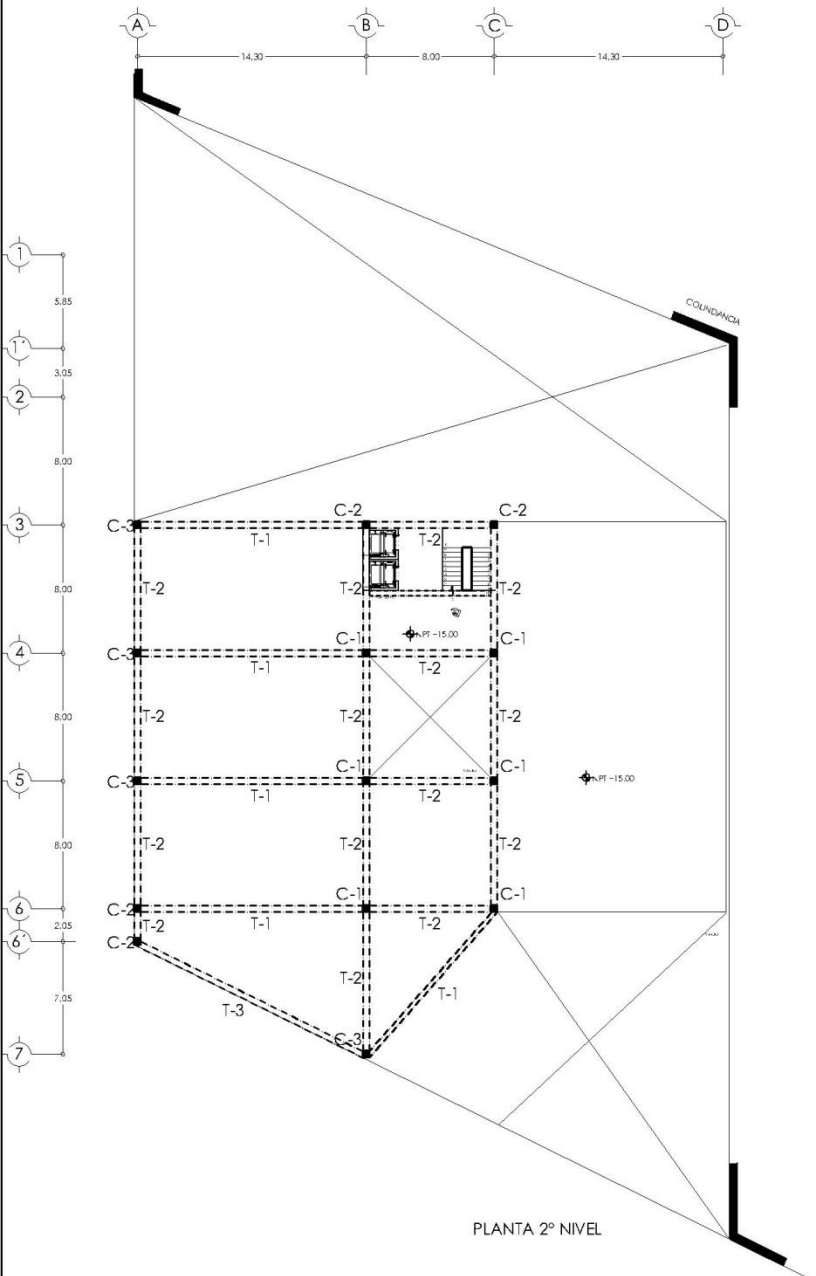 A B C D
14.30 8.00 14.30
1
5.85
COLINDANCIA
1'
3.05
2
8.00
3 C-3 C-2 C-2
T-1 T-2
8.00 T-2 T-2 T-2
NPT -15.00
4 C-3 C-1 C-1
T-1 T-2
8.00 T-2 T-2 T-2
5 C-3 C-1 C-1
NPT -15.00
T-1 T-2
8.00 T-2 T-2 T-2
6 C-2 C-1 C-1
2.05 T-2 T-1 T-2
6' C-2
T-2
7.05 T-3 T-1
7 C-3
PLANTA 2º NIVEL